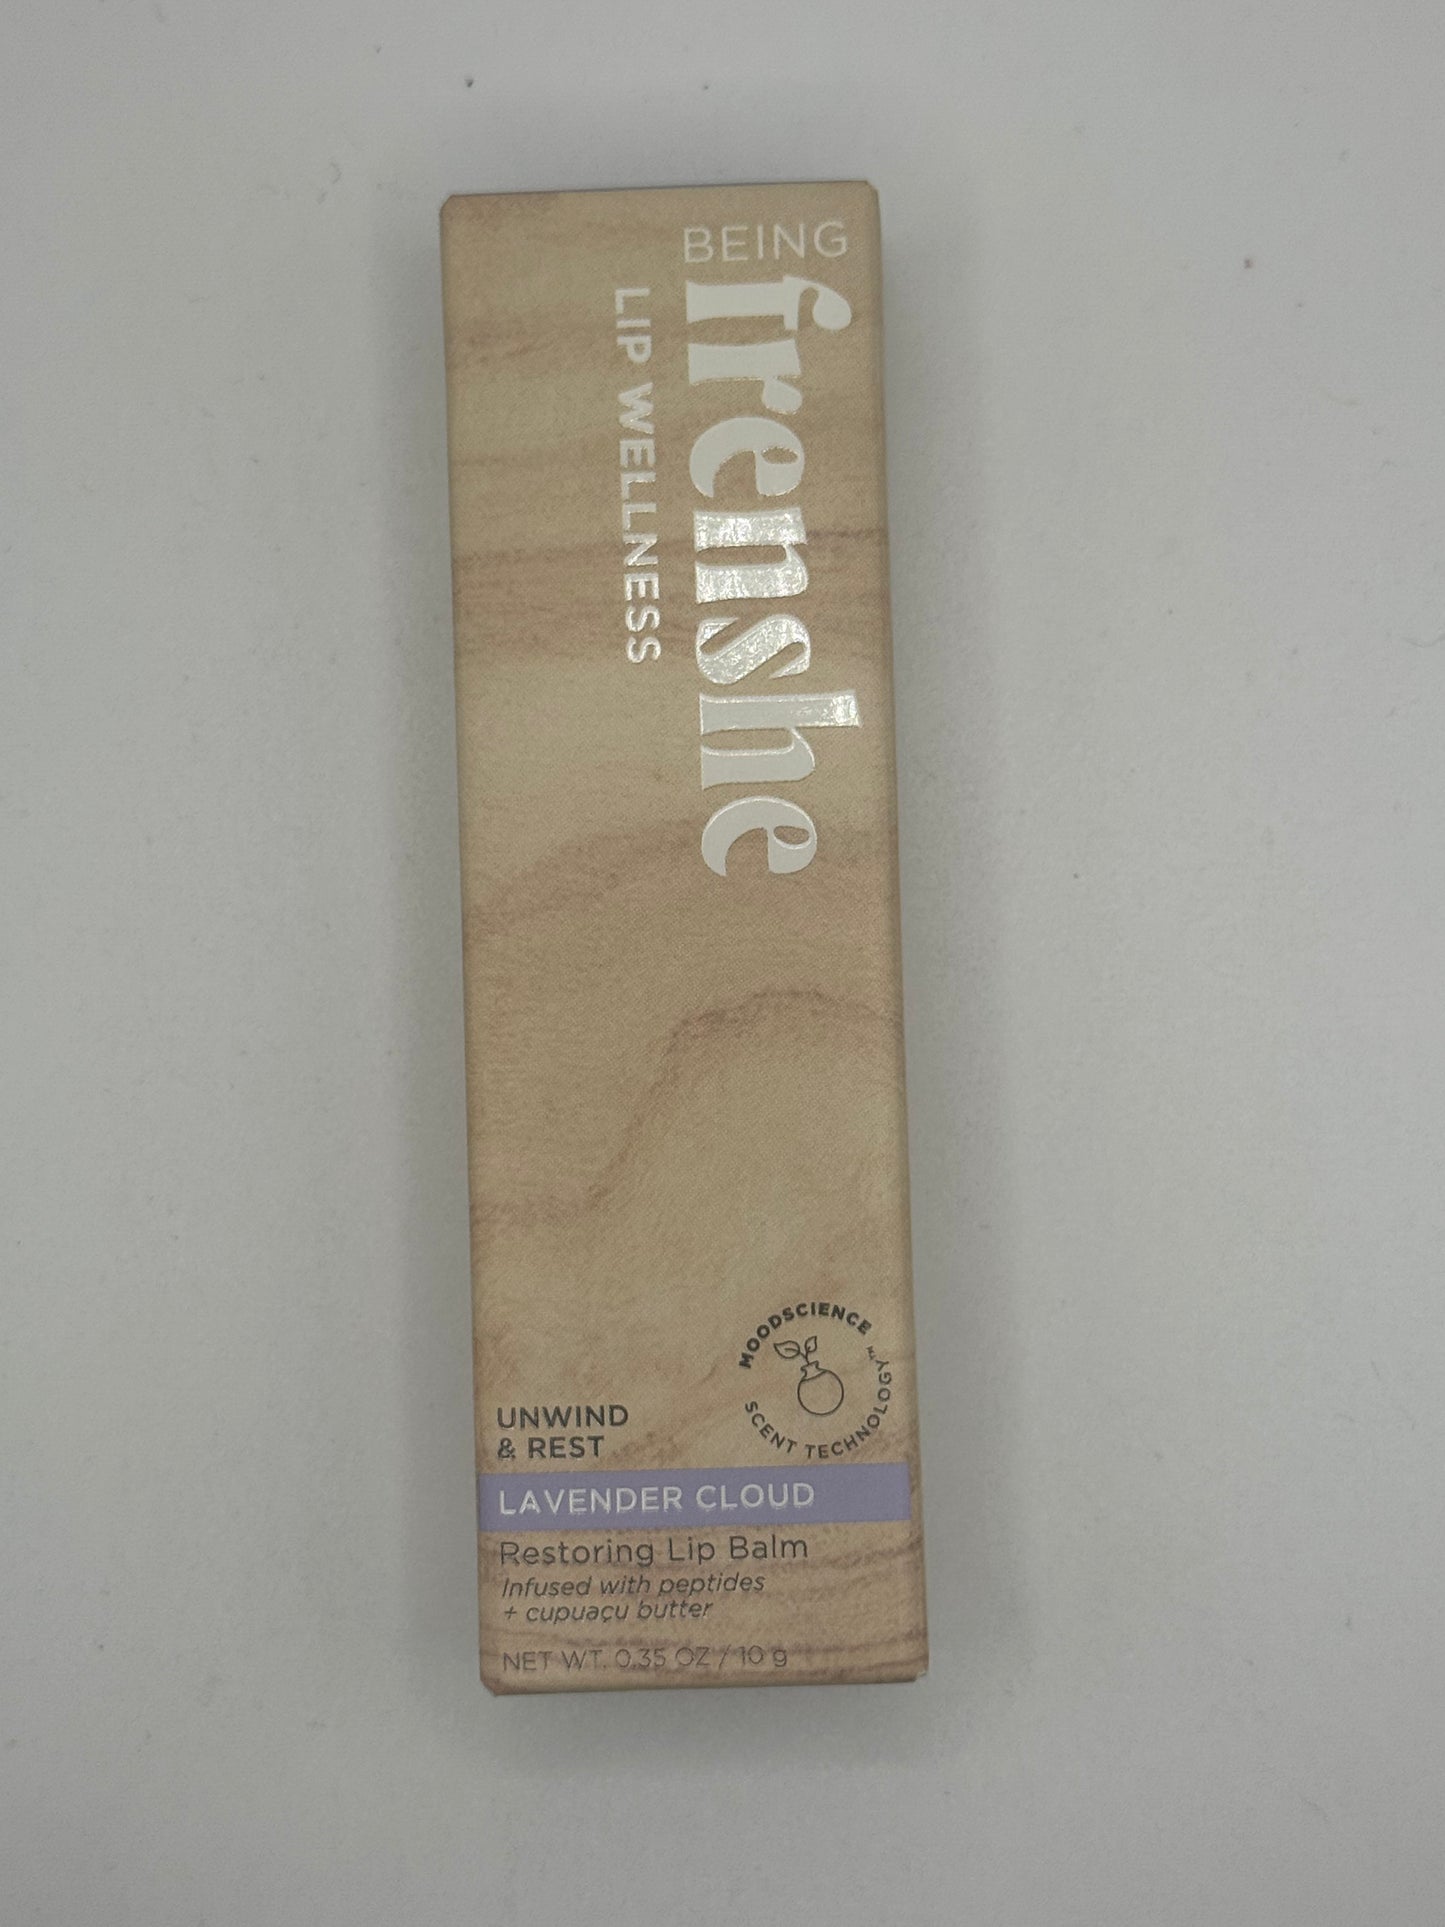 BEING
frenshe
LIP WELLNESS
MOODSCIENCE
SCENT TECHNOLOGY™
UNWIND
& REST
LAVENDER CLOUD
Restoring Lip Balm
Infused with peptides
+ cupuaçu butter
NET WT. 0.35 OZ / 10 g